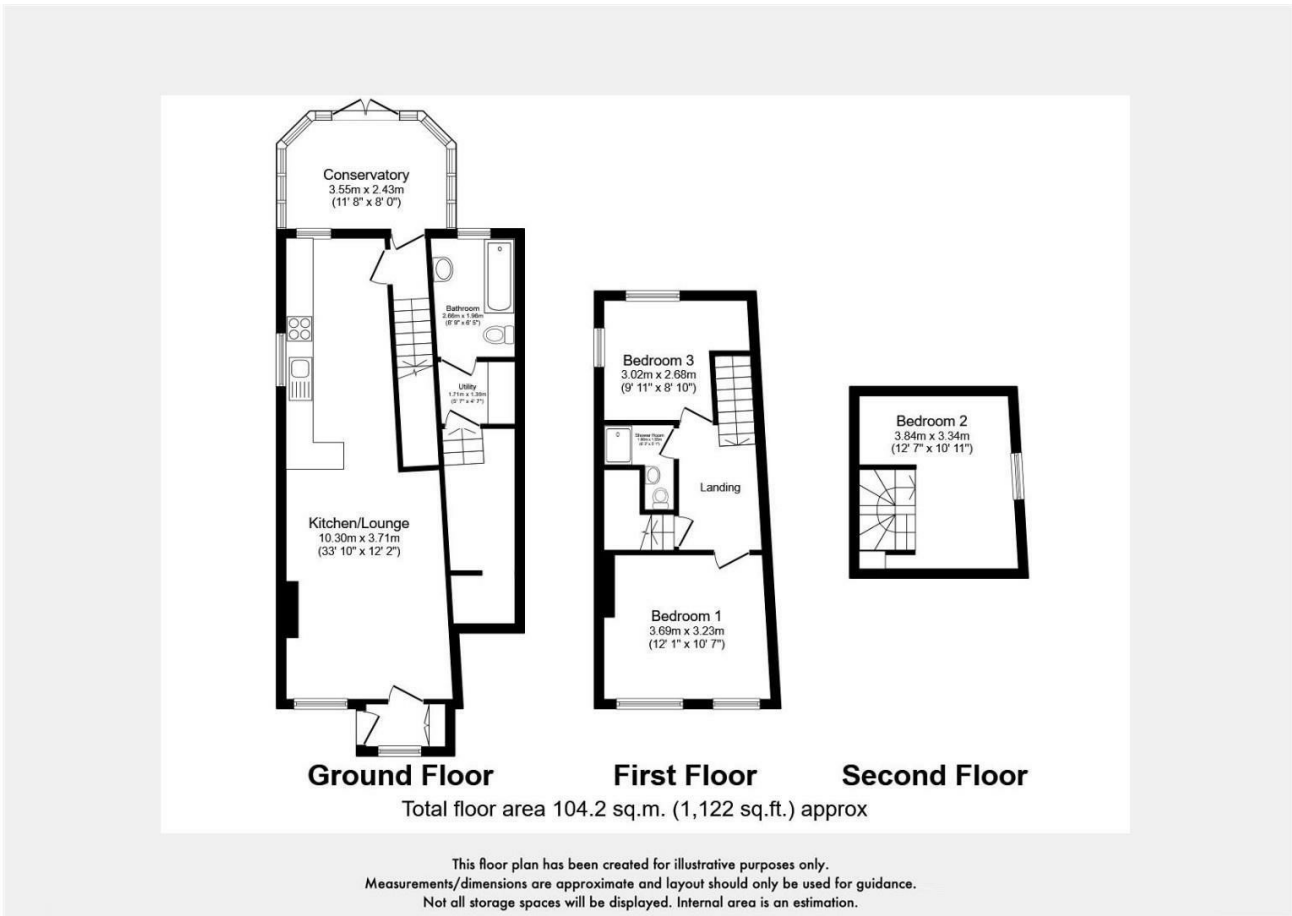 Conservatory
3.55m x 2.43m
(11' 8" x 8' 0")
Bathroom
2.66m x 1.96m
(8' 9" x 6' 5")
Utility
1.71m x 1.39m
(5' 7" x 4' 7")
Kitchen/Lounge
10.30m x 3.71m
(33' 10" x 12' 2")
Bedroom 3
3.02m x 2.68m
(9' 11" x 8' 10")
Shower Room
Landing
Bedroom 1
3.69m x 3.23m
(12' 1" x 10' 7")
Bedroom 2
3.84m x 3.34m
(12' 7" x 10' 11")
Ground Floor
First Floor
Second Floor
Total floor area 104.2 sq.m. (1,122 sq.ft.) approx
This floor plan has been created for illustrative purposes only.
Measurements/dimensions are approximate and layout should only be used for guidance.
Not all storage spaces will be displayed. Internal area is an estimation.